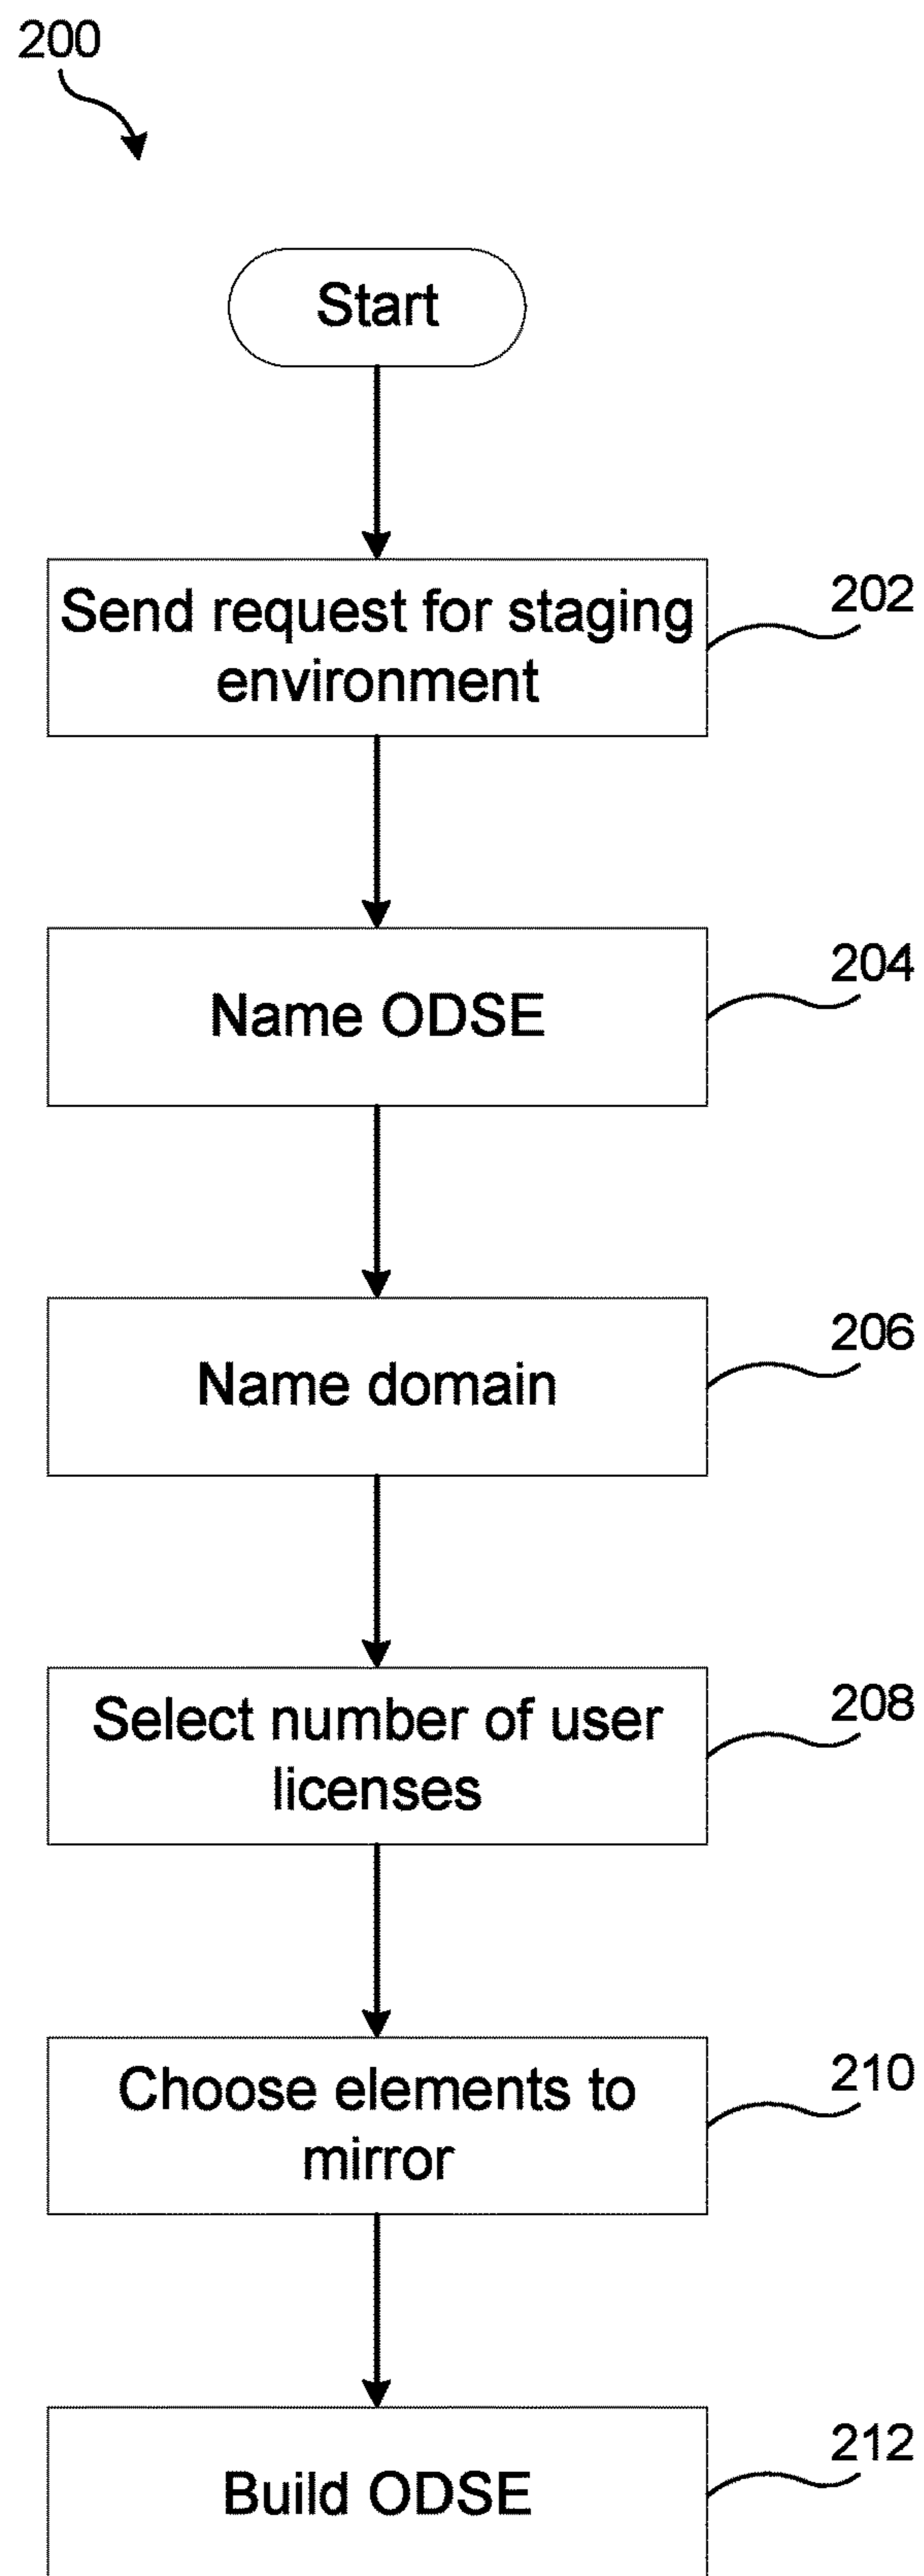 200
Start
Send request for staging
environment
202
Name ODSE
204
Name domain
206
Select number of user
licenses
208
Choose elements to
mirror
210
Build ODSE
212